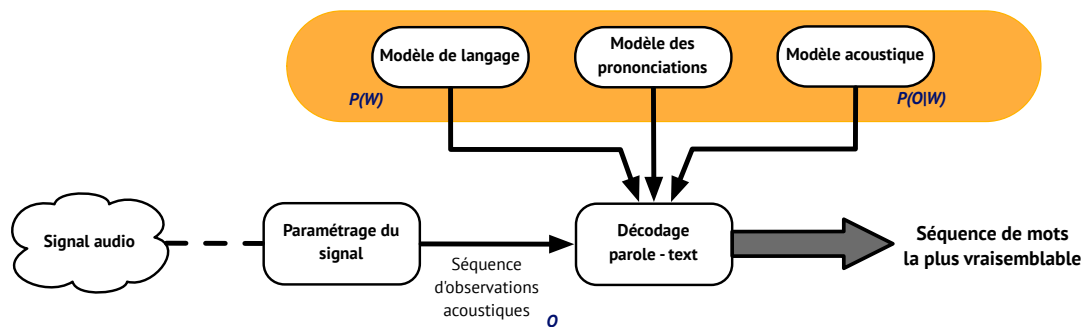 Modèle de langage
Modèle des
prononciations
Modèle acoustique
P(W)
P(O|W)
Signal audio
Paramétrage du
signal
Séquence
d'observations
acoustiques
O
Décodage
parole - text
Séquence de mots
la plus vraisemblable